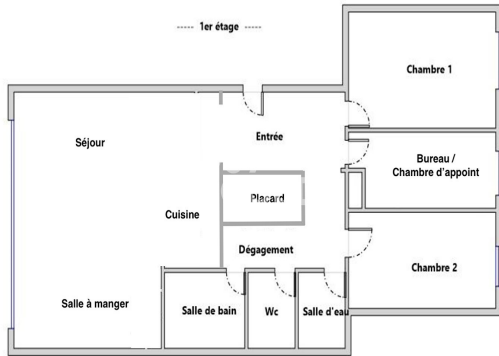 ----- 1er étage -----
Chambre 1
Entrée
Séjour
Bureau /
Chambre d'appoint
Placard
Cuisine
Dégagement
Chambre 2
Salle à manger
Salle de bain
Wc
Salle d'eau